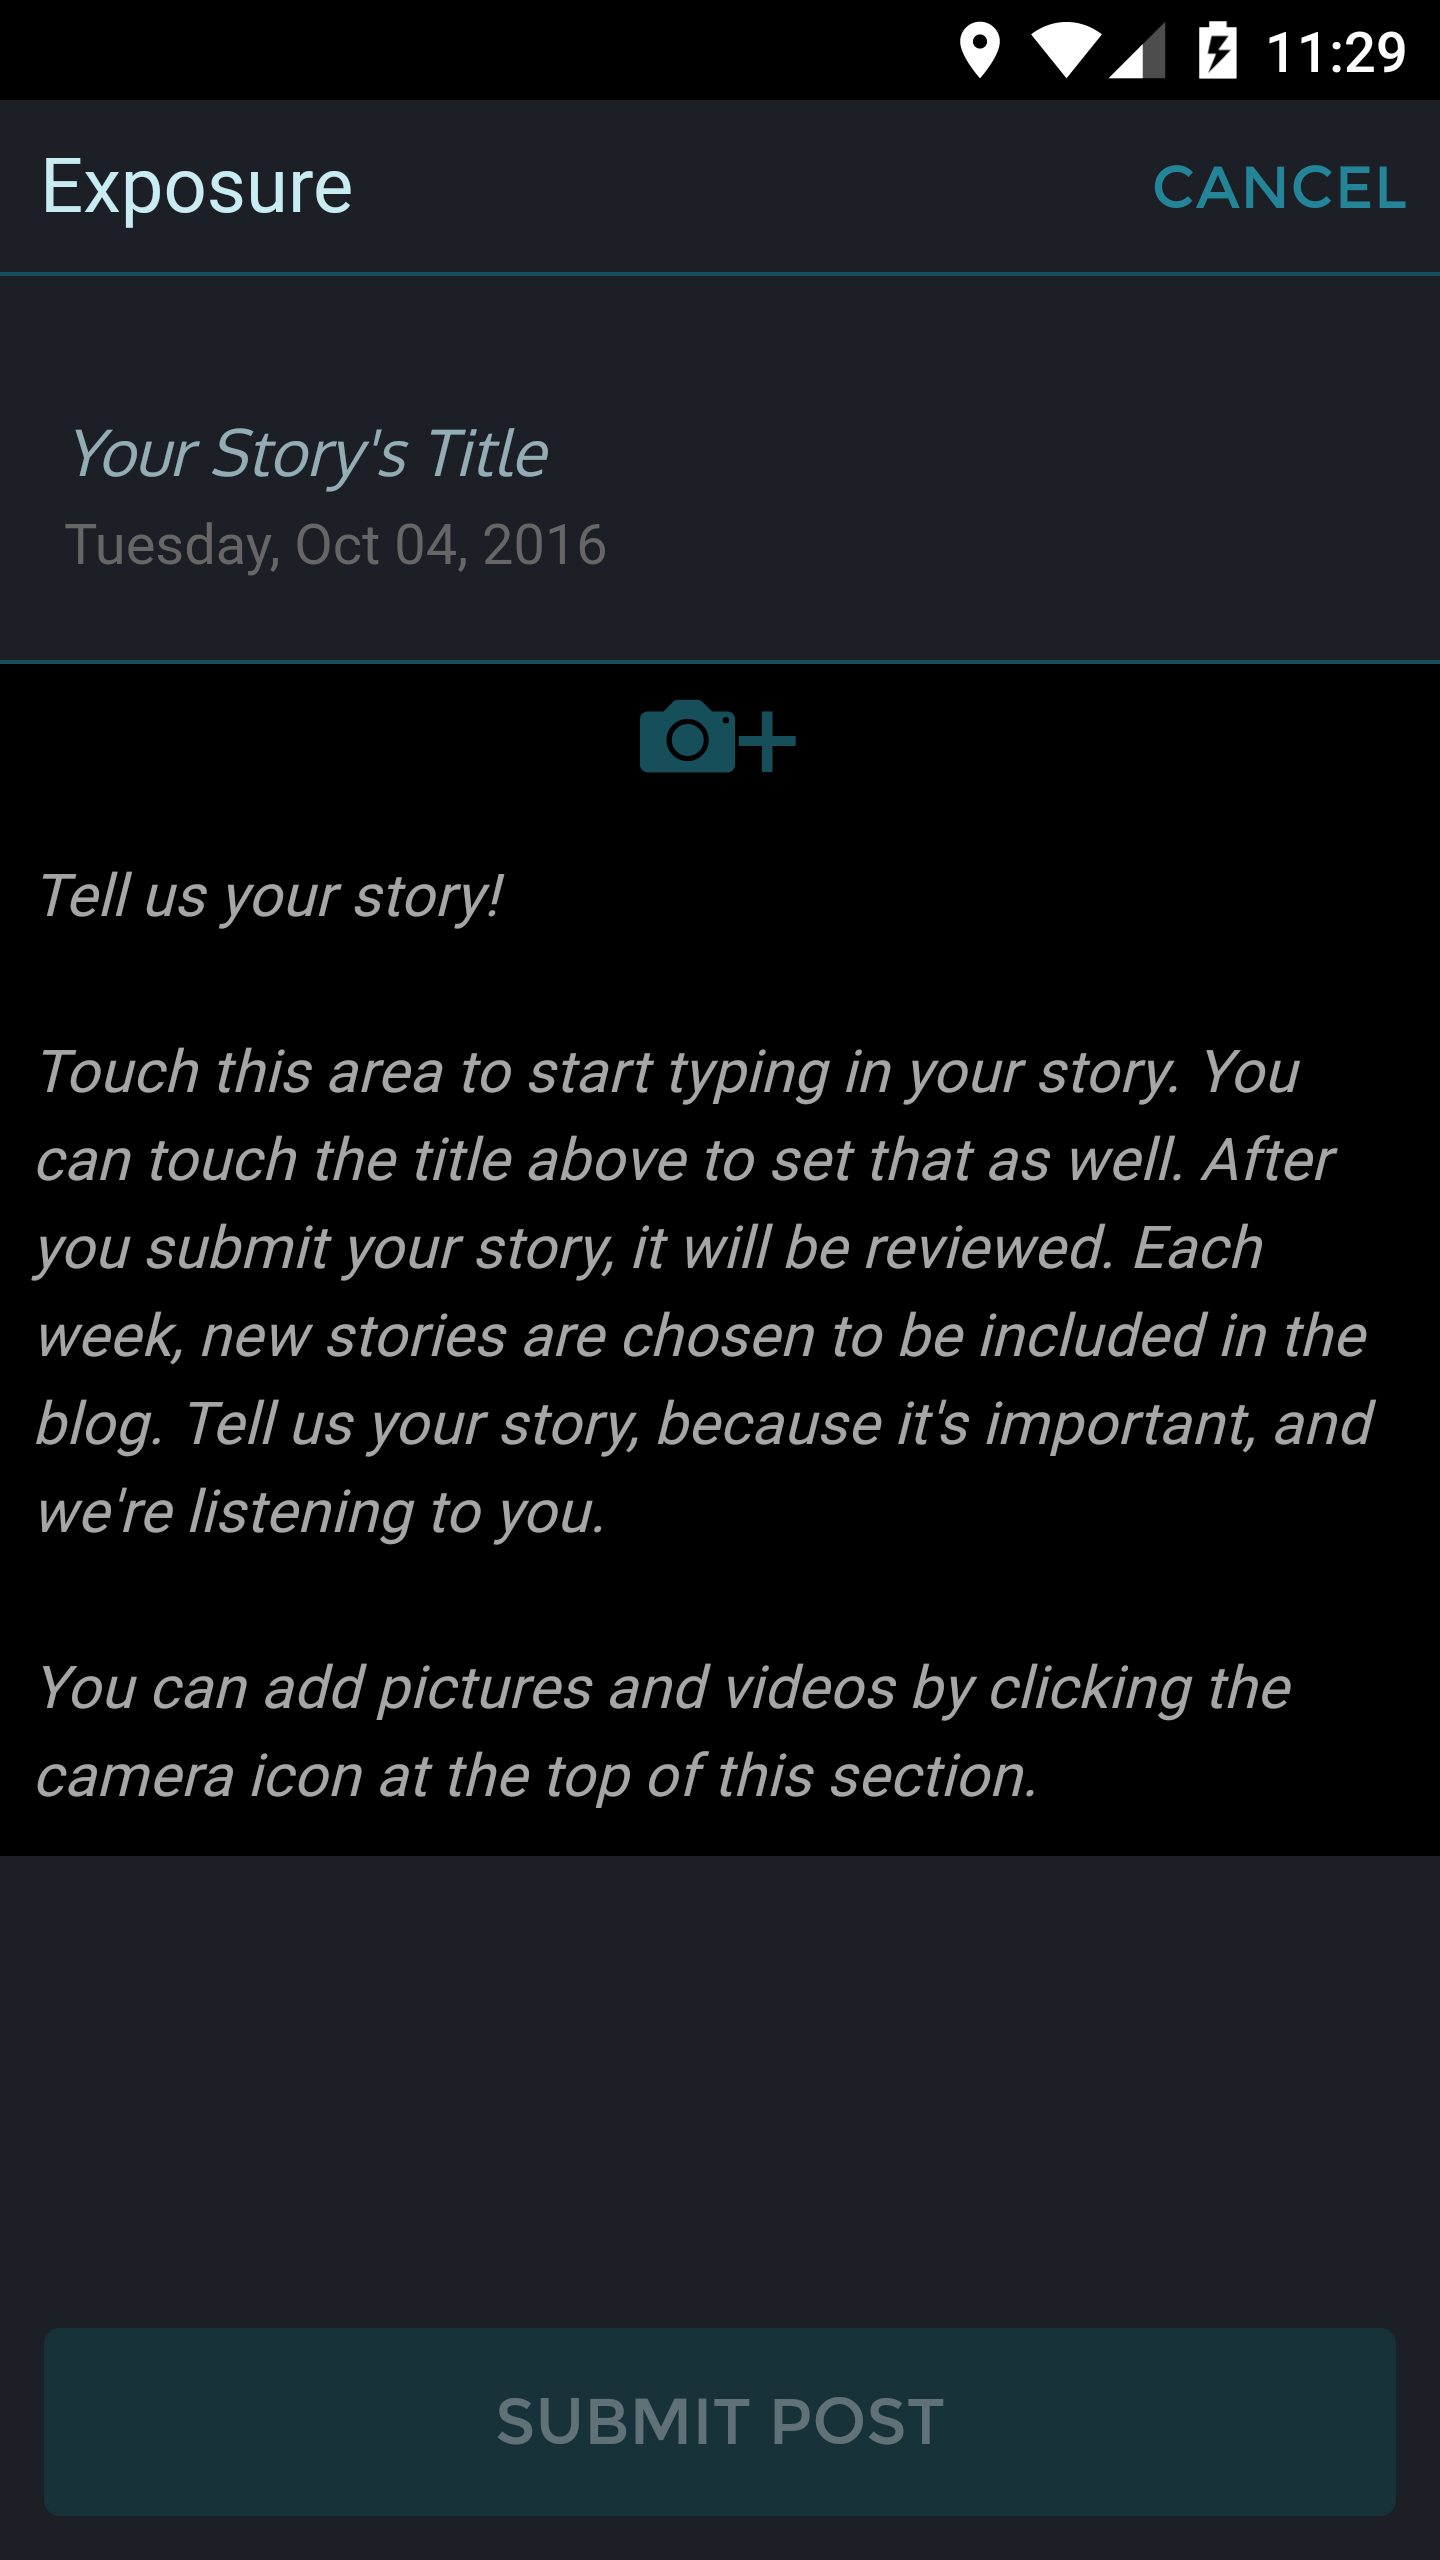 11:29
Exposure CANCEL
Your Story's Title
Tuesday, Oct 04, 2016
Tell us your story!
Touch this area to start typing in your story. You
can touch the title above to set that as well. After
you submit your story, it will be reviewed. Each
week, new stories are chosen to be included in the
blog. Tell us your story, because it's important, and
we're listening to you.
You can add pictures and videos by clicking the
camera icon at the top of this section.
SUBMIT POST